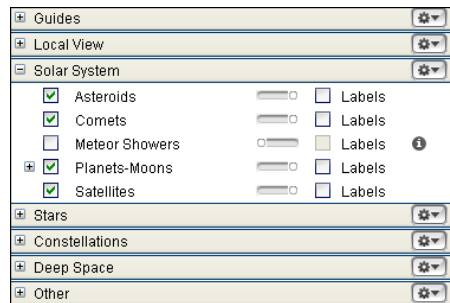 Guides
Local View
Solar System
Asteroids Labels
Comets Labels
Meteor Showers Labels
Planets-Moons Labels
Satellites Labels
Stars
Constellations
Deep Space
Other